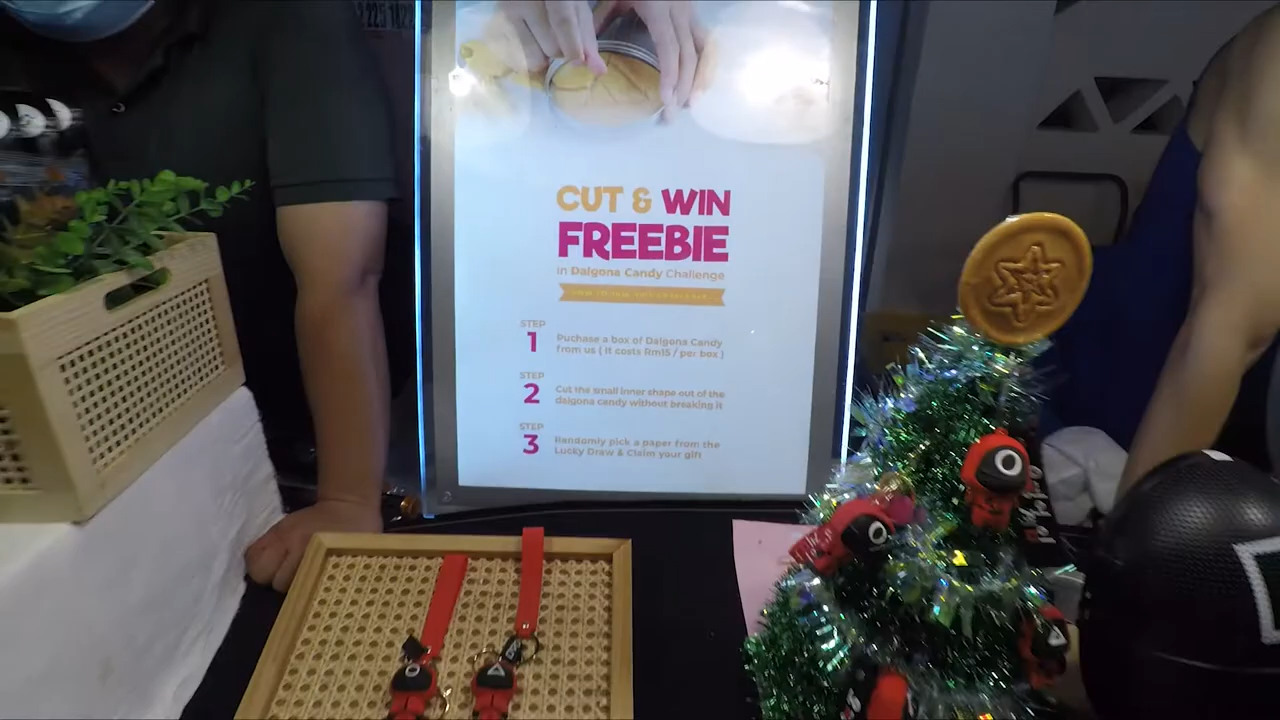 CUT & WIN
FREEBIE
in Dalgona Candy Challenge
STEP
1
Puchase a box of Dalgona Candy
from us ( It costs Rm15 / per box )
STEP
2
Cut the small inner shape out of the
dalgona candy without breaking it
STEP
3
Randomly pick a paper from the
Lucky Draw & Claim your gift